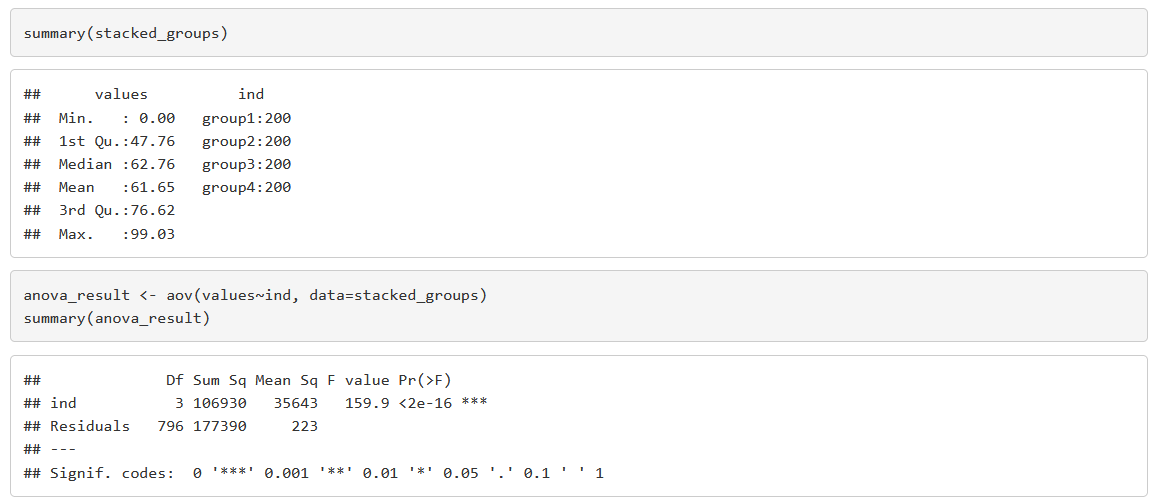 summary(stacked_groups)
##      values          ind
##  Min.   : 0.00   group1:200
##  1st Qu.:47.76   group2:200
##  Median :62.76   group3:200
##  Mean   :61.65   group4:200
##  3rd Qu.:76.62
##  Max.   :99.03
anova_result <- aov(values~ind, data=stacked_groups)
summary(anova_result)
##              Df Sum Sq Mean Sq F value Pr(>F)
## ind           3 106930   35643   159.9 <2e-16 ***
## Residuals   796 177390     223
## ---
## Signif. codes:  0 '***' 0.001 '**' 0.01 '*' 0.05 '.' 0.1 ' ' 1